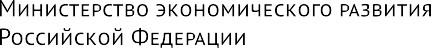 Министерство экономического развития
Российской Федерации